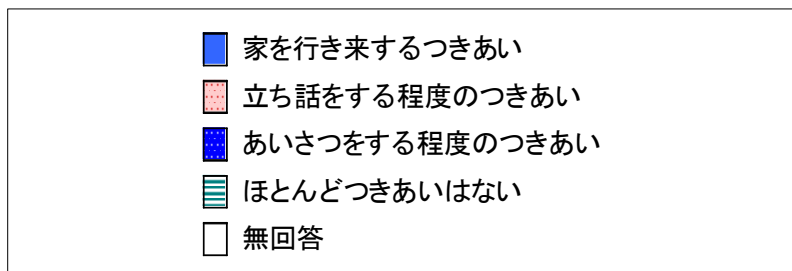 家を行き来するつきあい
立ち話をする程度のつきあい
あいさつをする程度のつきあい
ほとんどつきあいはない
無回答